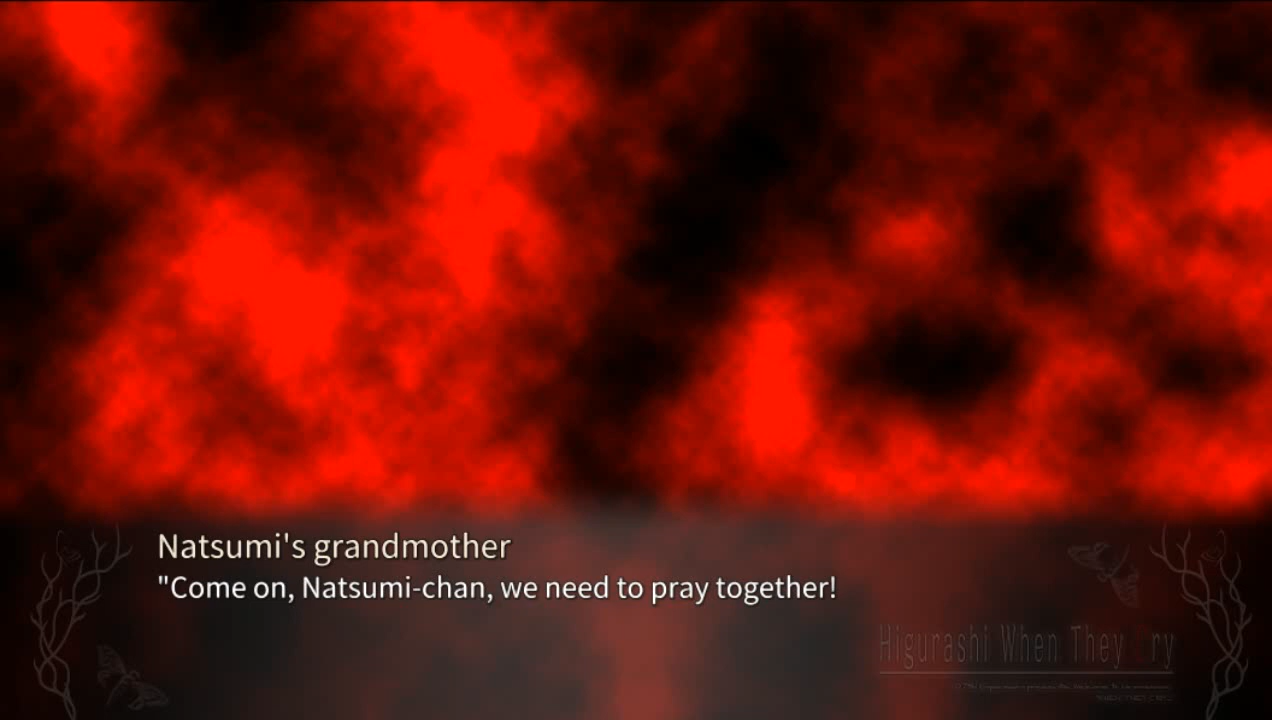 Natsumi's grandmother
"Come on, Natsumi-chan, we need to pray together!
Higurashi When They Cry